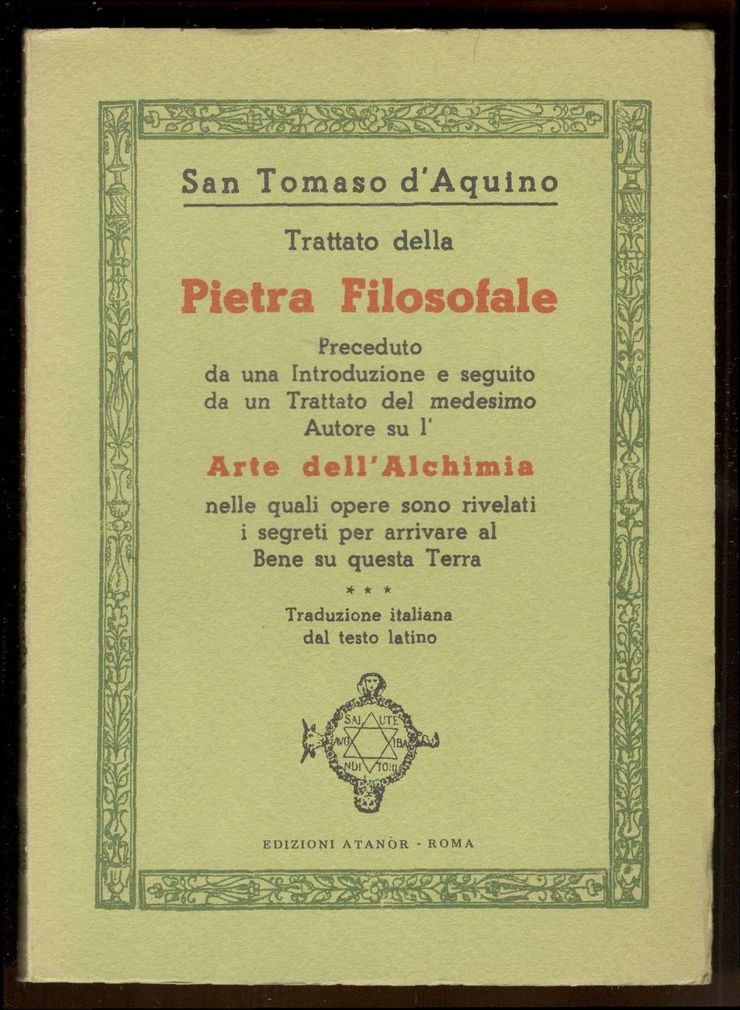 San Tomaso d'Aquino
Trattato della
Pietra Filosofale
Preceduto
da una Introduzione e seguito
da un Trattato del medesimo
Autore su l'
Arte dell'Alchimia
nelle quali opere sono rivelati
i segreti per arrivare al
Bene su questa Terra
* * *
Traduzione italiana
dal testo latino
SAL UTE
EDIZIONI ATANÒR - ROMA